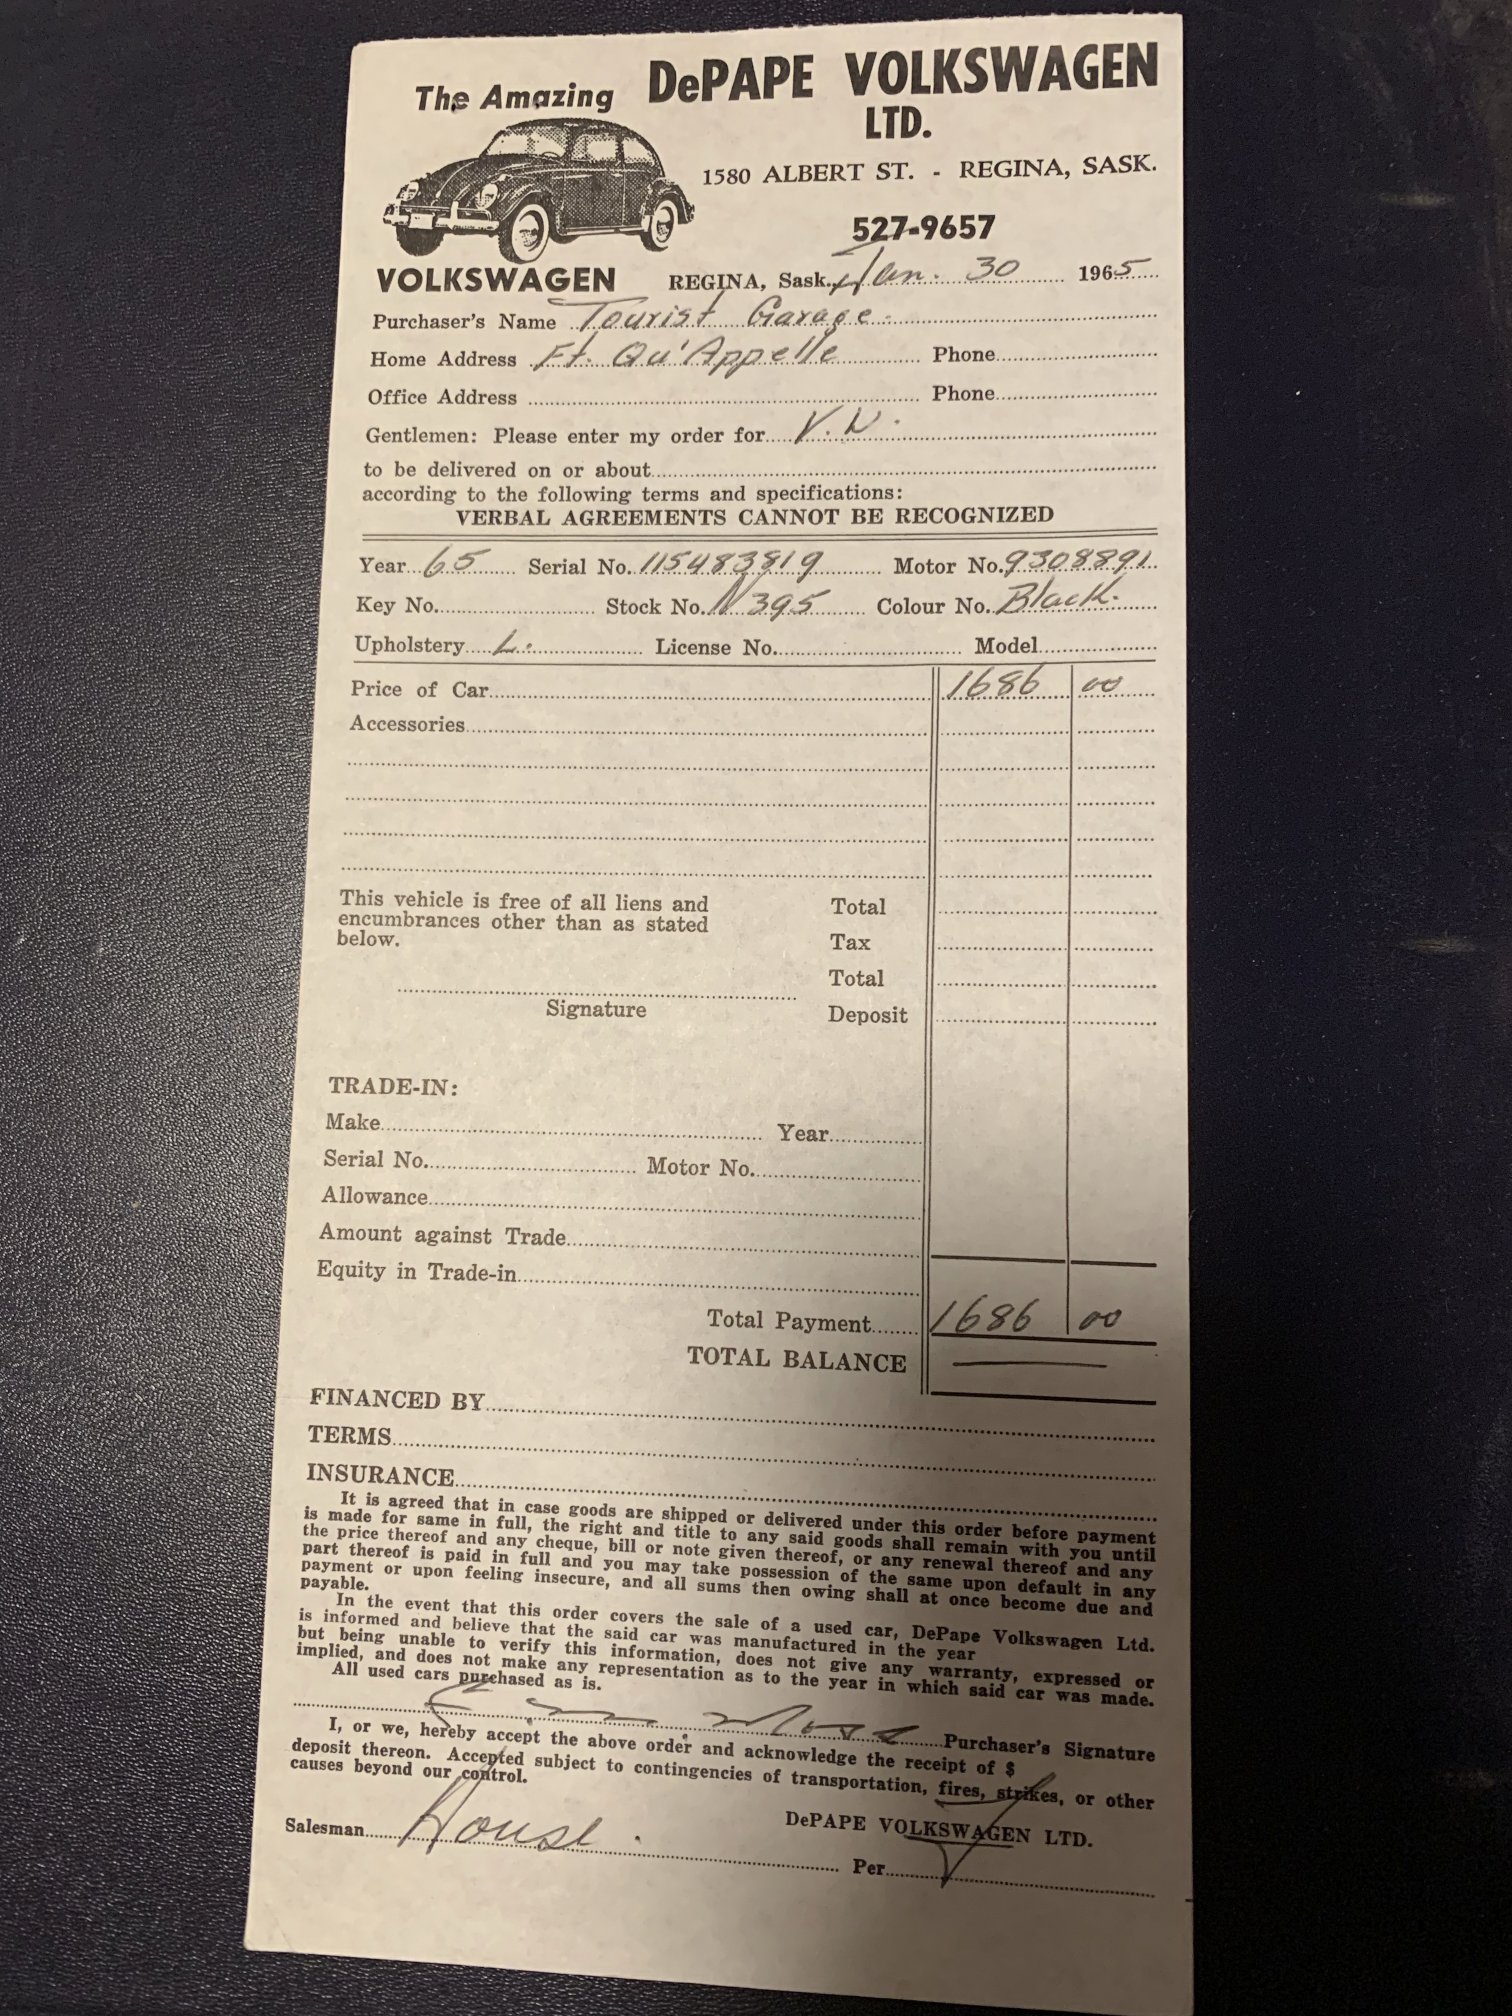 The Amazing
DePAPE VOLKSWAGEN
LTD.
1580 ALBERT ST. - REGINA, SASK.
527-9657
VOLKSWAGEN
REGINA, Sask. Jan. 30 1965
Purchaser's Name Tourist Garage.
Home Address Ft. Qu'Appelle Phone
Office Address Phone
Gentlemen: Please enter my order for V.W.
to be delivered on or about
according to the following terms and specifications:
VERBAL AGREEMENTS CANNOT BE RECOGNIZED
Year 65 Serial No. 115483819 Motor No. 9308891
Key No. Stock No. N395 Colour No. Black.
Upholstery L. License No. Model
Price of Car 1686 00
Accessories
This vehicle is free of all liens and
encumbrances other than as stated
below.
Signature
Total
Tax
Total
Deposit
TRADE-IN:
Make Year
Serial No. Motor No.
Allowance
Amount against Trade
Equity in Trade-in
Total Payment 1686 00
TOTAL BALANCE —
FINANCED BY
TERMS
INSURANCE
It is agreed that in case goods are shipped or delivered under this order before payment
is made for same in full, the right and title to any said goods shall remain with you until
the price thereof and any cheque, bill or note given thereof, or any renewal thereof and any
part thereof is paid in full and you may take possession of the same upon default in any
payment or upon feeling insecure, and all sums then owing shall at once become due and
payable.
In the event that this order covers the sale of a used car, DePape Volkswagen Ltd.
is informed and believe that the said car was manufactured in the year
but being unable to verify this information, does not give any warranty, expressed or
implied, and does not make any representation as to the year in which said car was made.
All used cars purchased as is.
Purchaser's Signature
I, or we, hereby accept the above order and acknowledge the receipt of $
deposit thereon. Accepted subject to contingencies of transportation, fires, strikes, or other
causes beyond our control.
DePAPE VOLKSWAGEN LTD.
Salesman House. Per